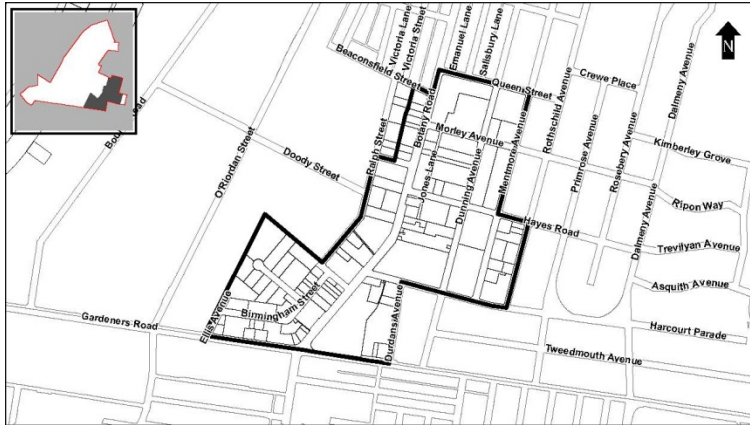 Victoria Lane
Victoria Street
Emanuel Lane
Salisbury Lane
N
Beaconsfield Street
Queen Street
Crewe Place
Rothschild Avenue
Dalmeny Avenue
Botany Road
Morley Avenue
Mentmore Avenue
Kimberley Grove
O'Riordan Street
Doody Street
Ralph Street
Jones Lane
Dunning Avenue
Primrose Avenue
Rosebery Avenue
Ripon Way
Hayes Road
Dalmeny Avenue
Trevilyan Avenue
Asquith Avenue
Gardeners Road
Ellis Avenue
Birmingham Street
Durdans Avenue
Harcourt Parade
Tweedmouth Avenue